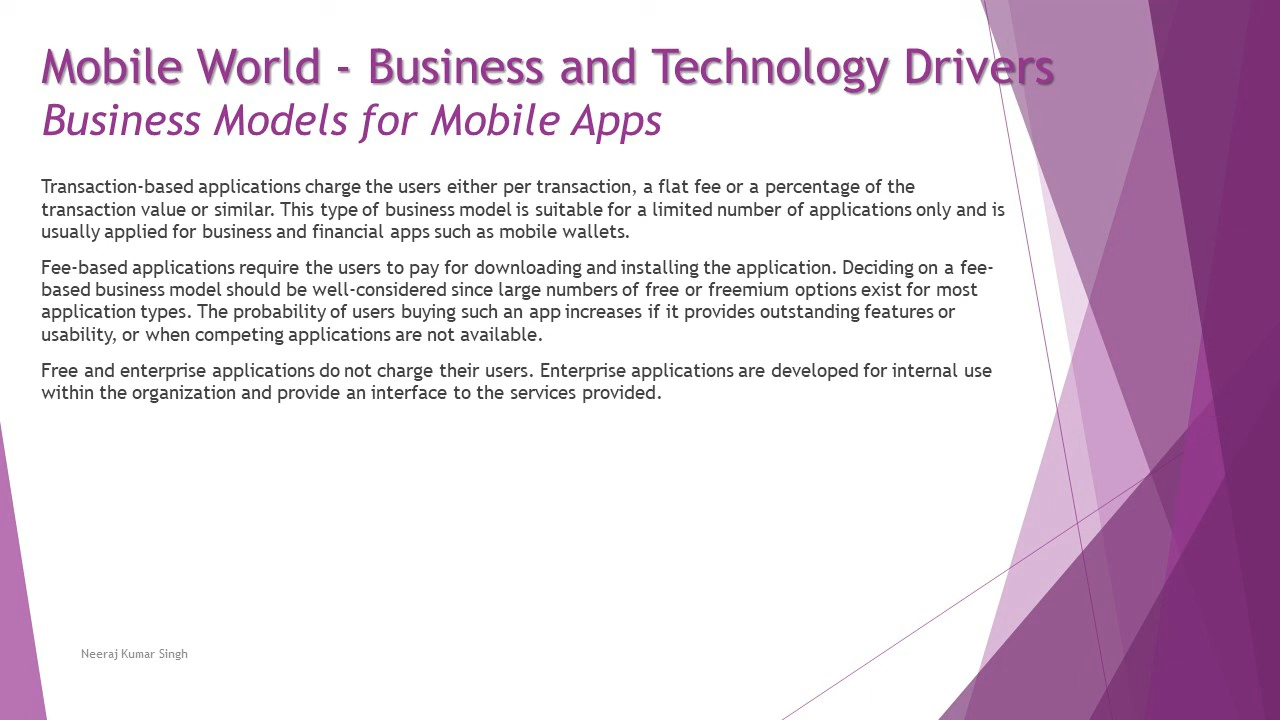 Mobile World - Business and Technology Drivers
Business Models for Mobile Apps
Transaction-based applications charge the users either per transaction, a flat fee or a percentage of the
transaction value or similar. This type of business model is suitable for a limited number of applications only and is
usually applied for business and financial apps such as mobile wallets.
Fee-based applications require the users to pay for downloading and installing the application. Deciding on a fee-
based business model should be well-considered since large numbers of free or freemium options exist for most
application types. The probability of users buying such an app increases if it provides outstanding features or
usability, or when competing applications are not available.
Free and enterprise applications do not charge their users. Enterprise applications are developed for internal use
within the organization and provide an interface to the services provided.
Neeraj Kumar Singh